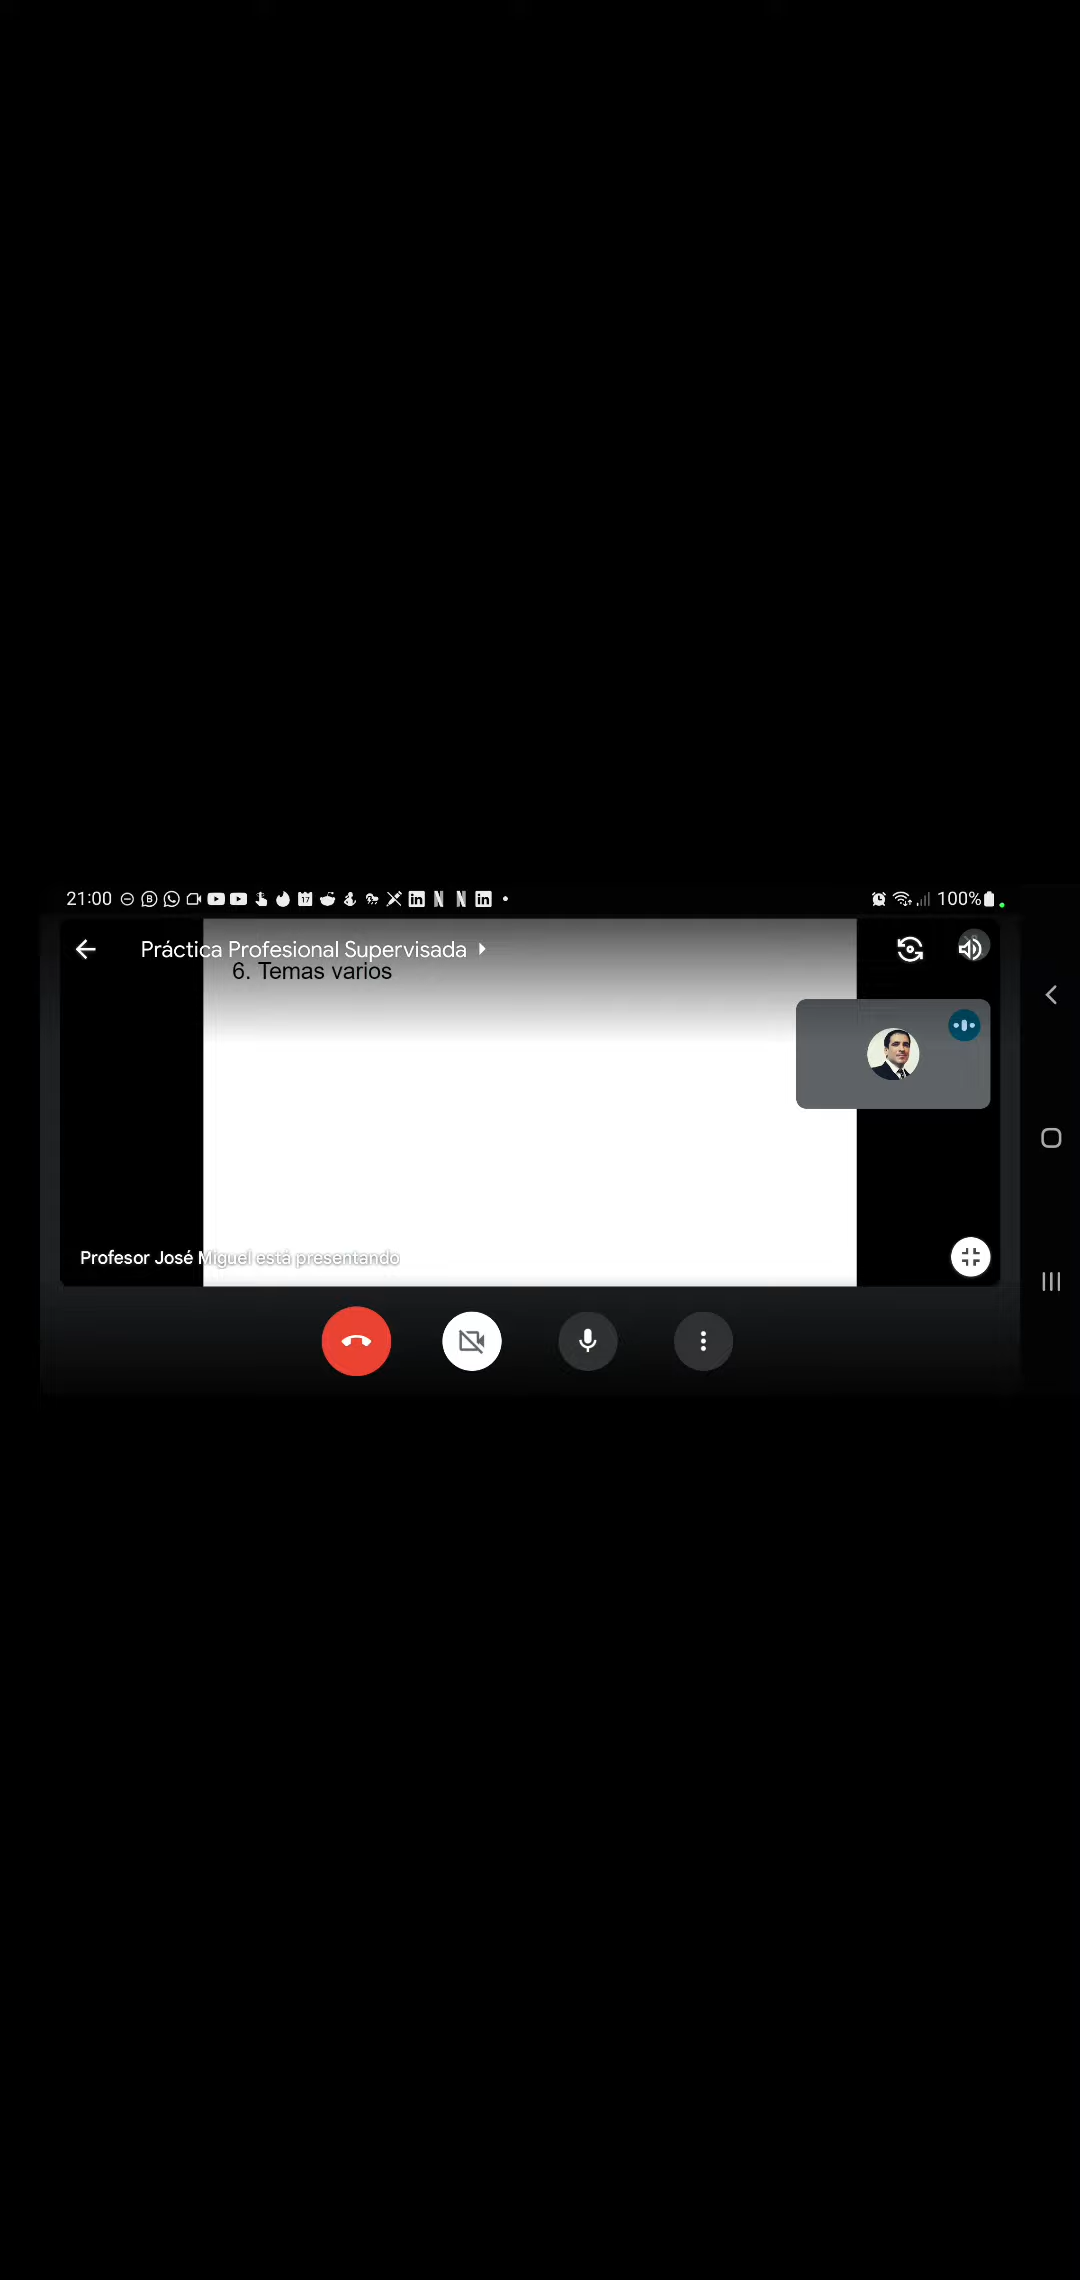 21:00
100%
Práctica Profesional Supervisada
6. Temas varios
Profesor José Miguel está presentando